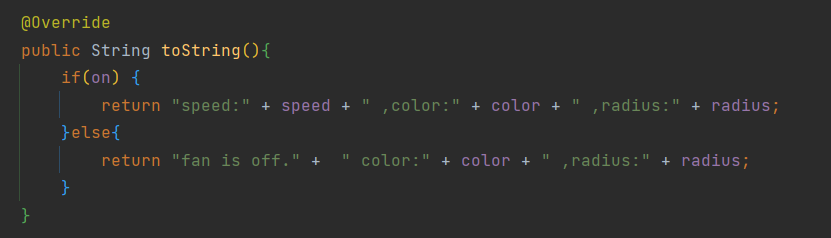 @Override
public String toString(){
if(on) {
return "speed:" + speed + " ,color:" + color + " ,radius:" + radius;
}else{
return "fan is off." +  " color:" + color + " ,radius:" + radius;
}
}